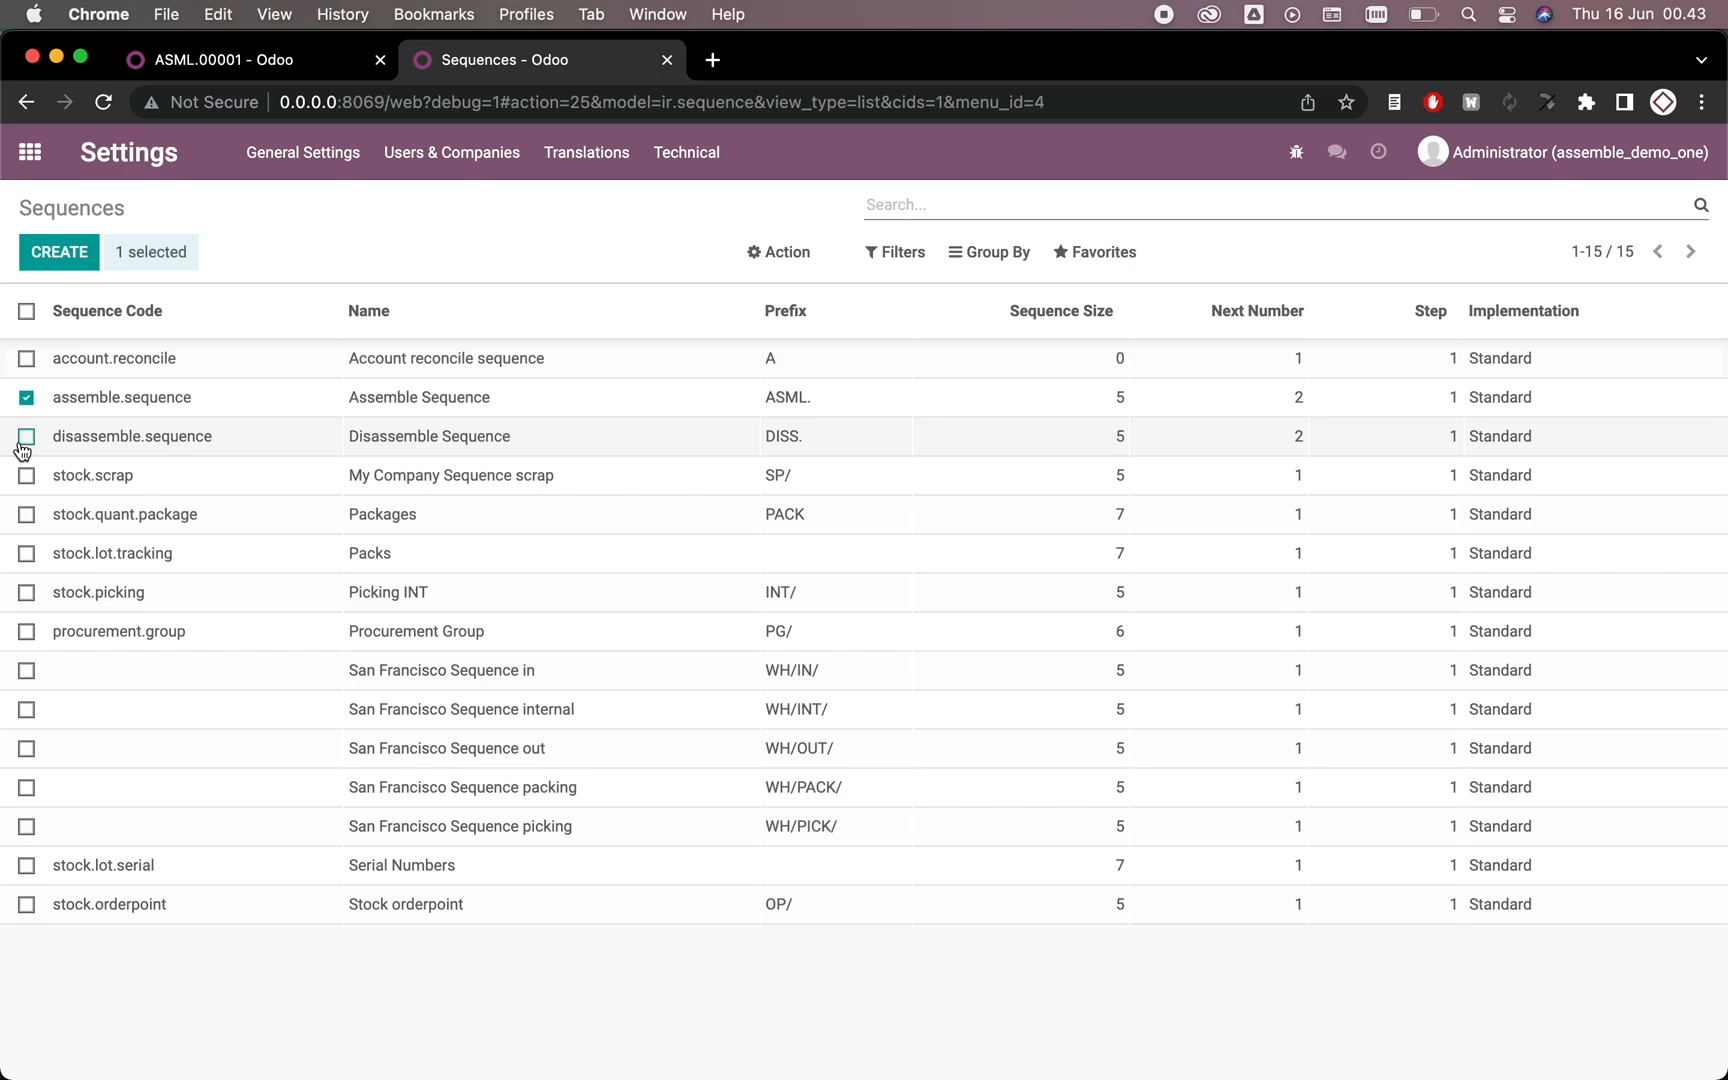 Chrome File Edit View History Bookmarks Profiles Tab Window Help Thu 16 Jun 00.43
ASML.00001 - Odoo Sequences - Odoo
Not Secure 0.0.0.0:8069/web?debug=1#action=25&model=ir.sequence&view_type=list&cids=1&menu_id=4
Settings General Settings Users & Companies Translations Technical Administrator (assemble_demo_one)
Sequences Search...
CREATE 1 selected Action Filters Group By Favorites 1-15 / 15
Sequence Code Name Prefix Sequence Size Next Number Step Implementation
account.reconcile Account reconcile sequence A 0 1 1 Standard
assemble.sequence Assemble Sequence ASML. 5 2 1 Standard
disassemble.sequence Disassemble Sequence DISS. 5 2 1 Standard
stock.scrap My Company Sequence scrap SP/ 5 1 1 Standard
stock.quant.package Packages PACK 7 1 1 Standard
stock.lot.tracking Packs 7 1 1 Standard
stock.picking Picking INT INT/ 5 1 1 Standard
procurement.group Procurement Group PG/ 6 1 1 Standard
San Francisco Sequence in WH/IN/ 5 1 1 Standard
San Francisco Sequence internal WH/INT/ 5 1 1 Standard
San Francisco Sequence out WH/OUT/ 5 1 1 Standard
San Francisco Sequence packing WH/PACK/ 5 1 1 Standard
San Francisco Sequence picking WH/PICK/ 5 1 1 Standard
stock.lot.serial Serial Numbers 7 1 1 Standard
stock.orderpoint Stock orderpoint OP/ 5 1 1 Standard